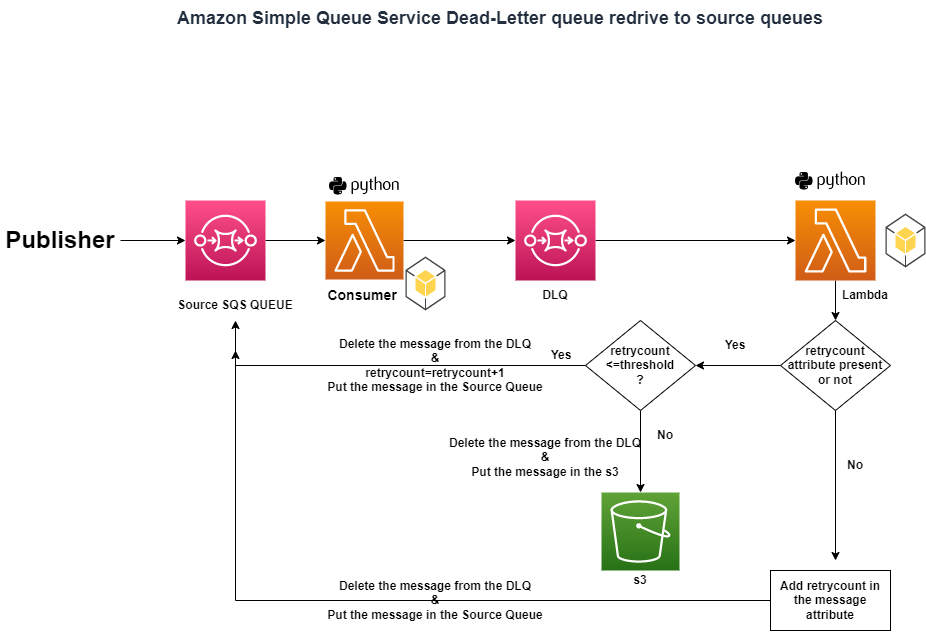 Amazon Simple Queue Service Dead-Letter queue redrive to source queues
python
python
Publisher
Source SQS QUEUE
Consumer
DLQ
Lambda
Delete the message from the DLQ
&
retrycount=retrycount+1
Put the message in the Source Queue
Yes
retrycount
<=threshold
?
Yes
retrycount
attribute present
or not
Delete the message from the DLQ
&
Put the message in the s3
No
No
s3
Delete the message from the DLQ
&
Put the message in the Source Queue
Add retrycount in
the message
attribute